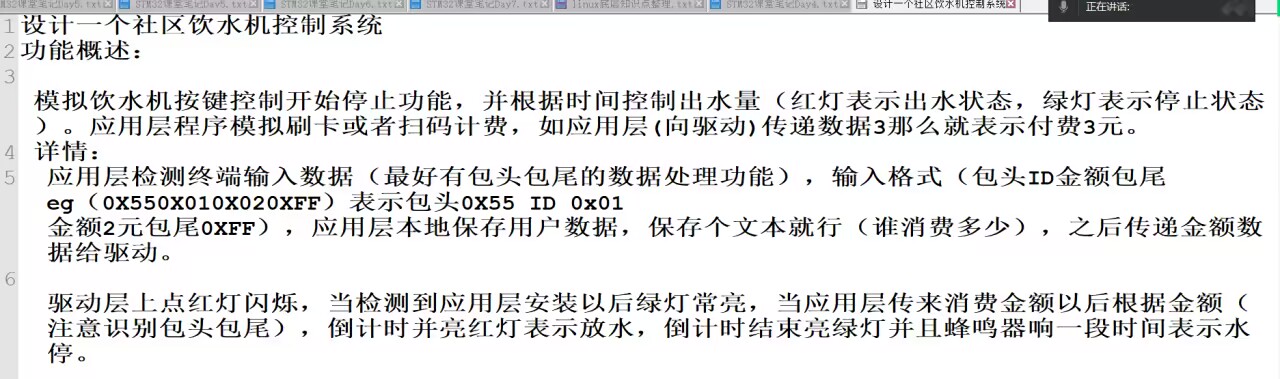 STM32课堂笔记Day5.txt STM32课堂笔记Day6.txt STM32课堂笔记Day7.txt linux底层知识点整理.txt STM32课堂笔记Day4.txt 设计一个社区饮水机控制系统 正在讲话:
1 设计一个社区饮水机控制系统
2 功能概述：
3
模拟饮水机按键控制开始停止功能，并根据时间控制出水量（红灯表示出水状态，绿灯表示停止状态
）。应用层程序模拟刷卡或者扫码计费，如应用层(向驱动)传递数据3那么就表示付费3元。
4 详情：
5 应用层检测终端输入数据（最好有包头包尾的数据处理功能），输入格式（包头ID金额包尾
eg（0X550X010X020XFF）表示包头0X55 ID 0x01
金额2元包尾0XFF），应用层本地保存用户数据，保存个文本就行（谁消费多少），之后传递金额数
据给驱动。
6
驱动层上点红灯闪烁，当检测到应用层安装以后绿灯常亮，当应用层传来消费金额以后根据金额（
注意识别包头包尾），倒计时并亮红灯表示放水，倒计时结束亮绿灯并且蜂鸣器响一段时间表示水
停。